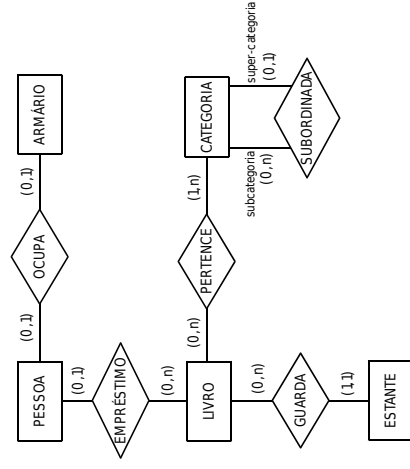 PESSOA
(0,1)
OCUPA
(0,1)
ARMÁRIO
(0,1)
EMPRÉSTIMO
(0,n)
LIVRO
(0,n)
PERTENCE
(1,n)
CATEGORIA
subcategoria
(0,n)
super-categoria
(0,1)
SUBORDINADA
(0,n)
GUARDA
(1,1)
ESTANTE